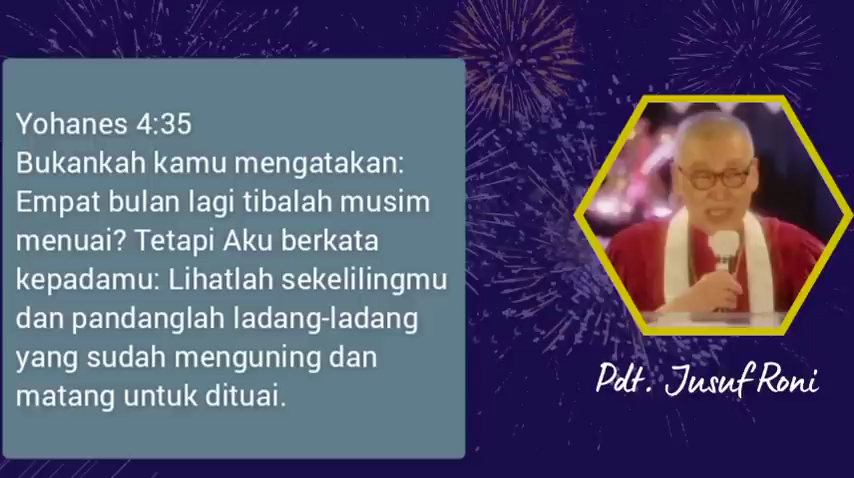 Yohanes 4:35
Bukankah kamu mengatakan:
Empat bulan lagi tibalah musim
menuai? Tetapi Aku berkata
kepadamu: Lihatlah sekelilingmu
dan pandanglah ladang-ladang
yang sudah menguning dan
matang untuk dituai.
Pdt. Jusuf Roni